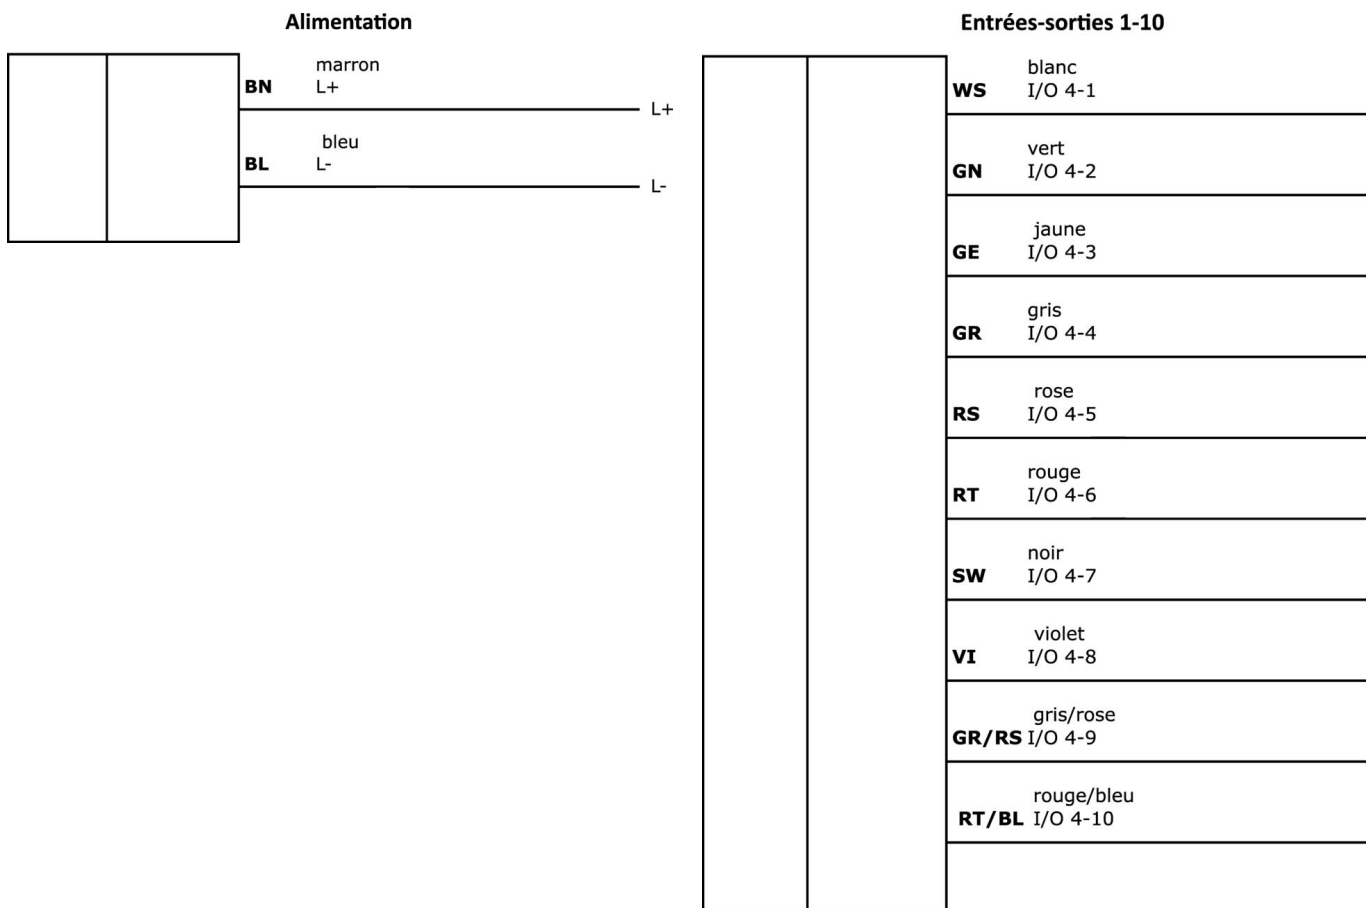 Alimentation
marron
BN L+
L+
bleu
BL L-
L-
Entrées-sorties 1-10
blanc
WS I/O 4-1
vert
GN I/O 4-2
jaune
GE I/O 4-3
gris
GR I/O 4-4
rose
RS I/O 4-5
rouge
RT I/O 4-6
noir
SW I/O 4-7
violet
VI I/O 4-8
gris/rose
GR/RS I/O 4-9
rouge/bleu
RT/BL I/O 4-10